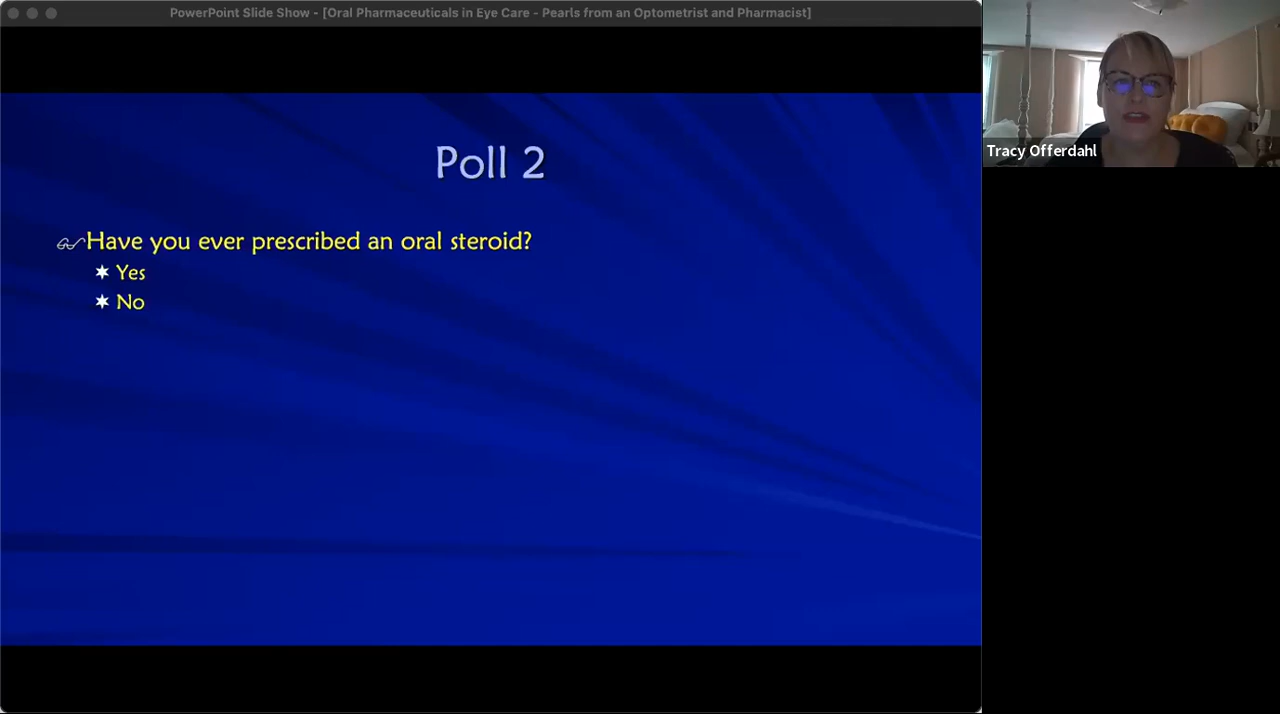 PowerPoint Slide Show - [Oral Pharmaceuticals in Eye Care - Pearls from an Optometrist and Pharmacist]
Tracy Offerdahl
Poll 2
Have you ever prescribed an oral steroid?
Yes
No